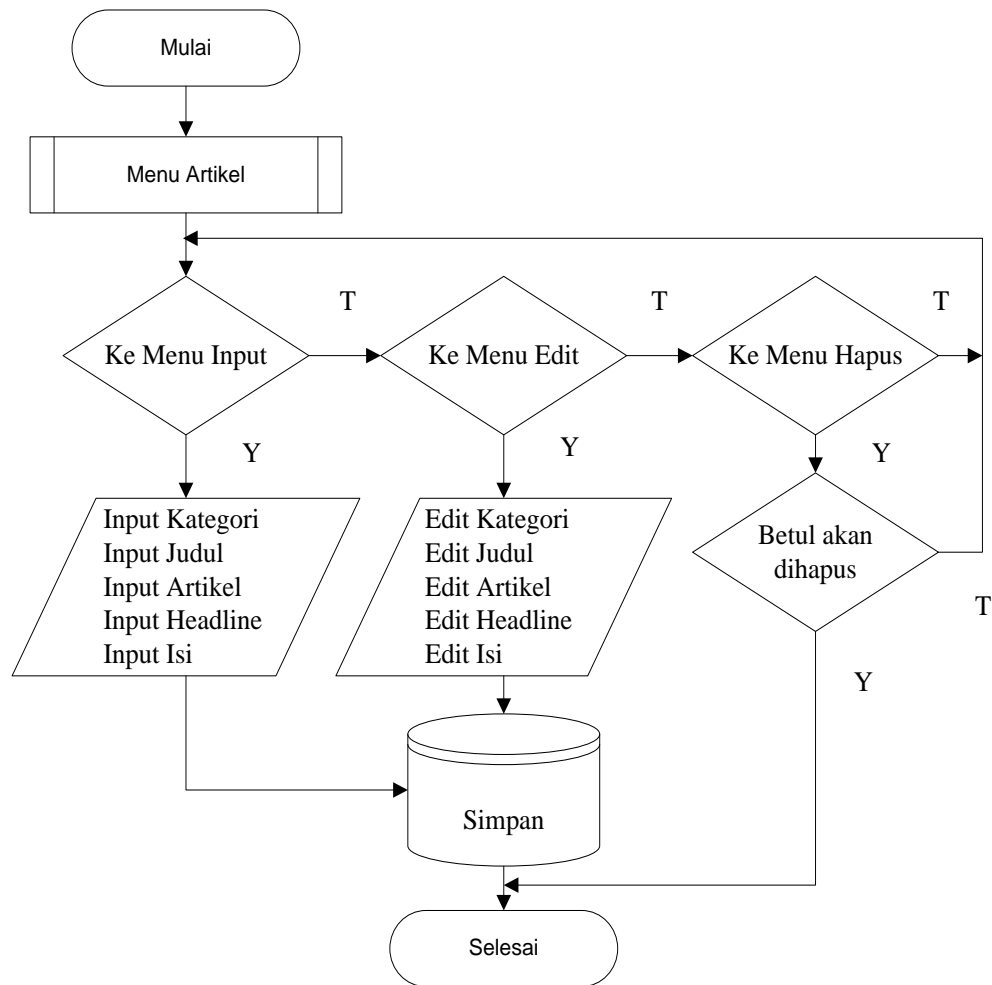 Mulai
Menu Artikel
T
T
T
Ke Menu Input
Ke Menu Edit
Ke Menu Hapus
Y
Y
Y
Input Kategori
Input Judul
Input Artikel
Input Headline
Input Isi
Edit Kategori
Edit Judul
Edit Artikel
Edit Headline
Edit Isi
Betul akan
dihapus
T
Y
Simpan
Selesai